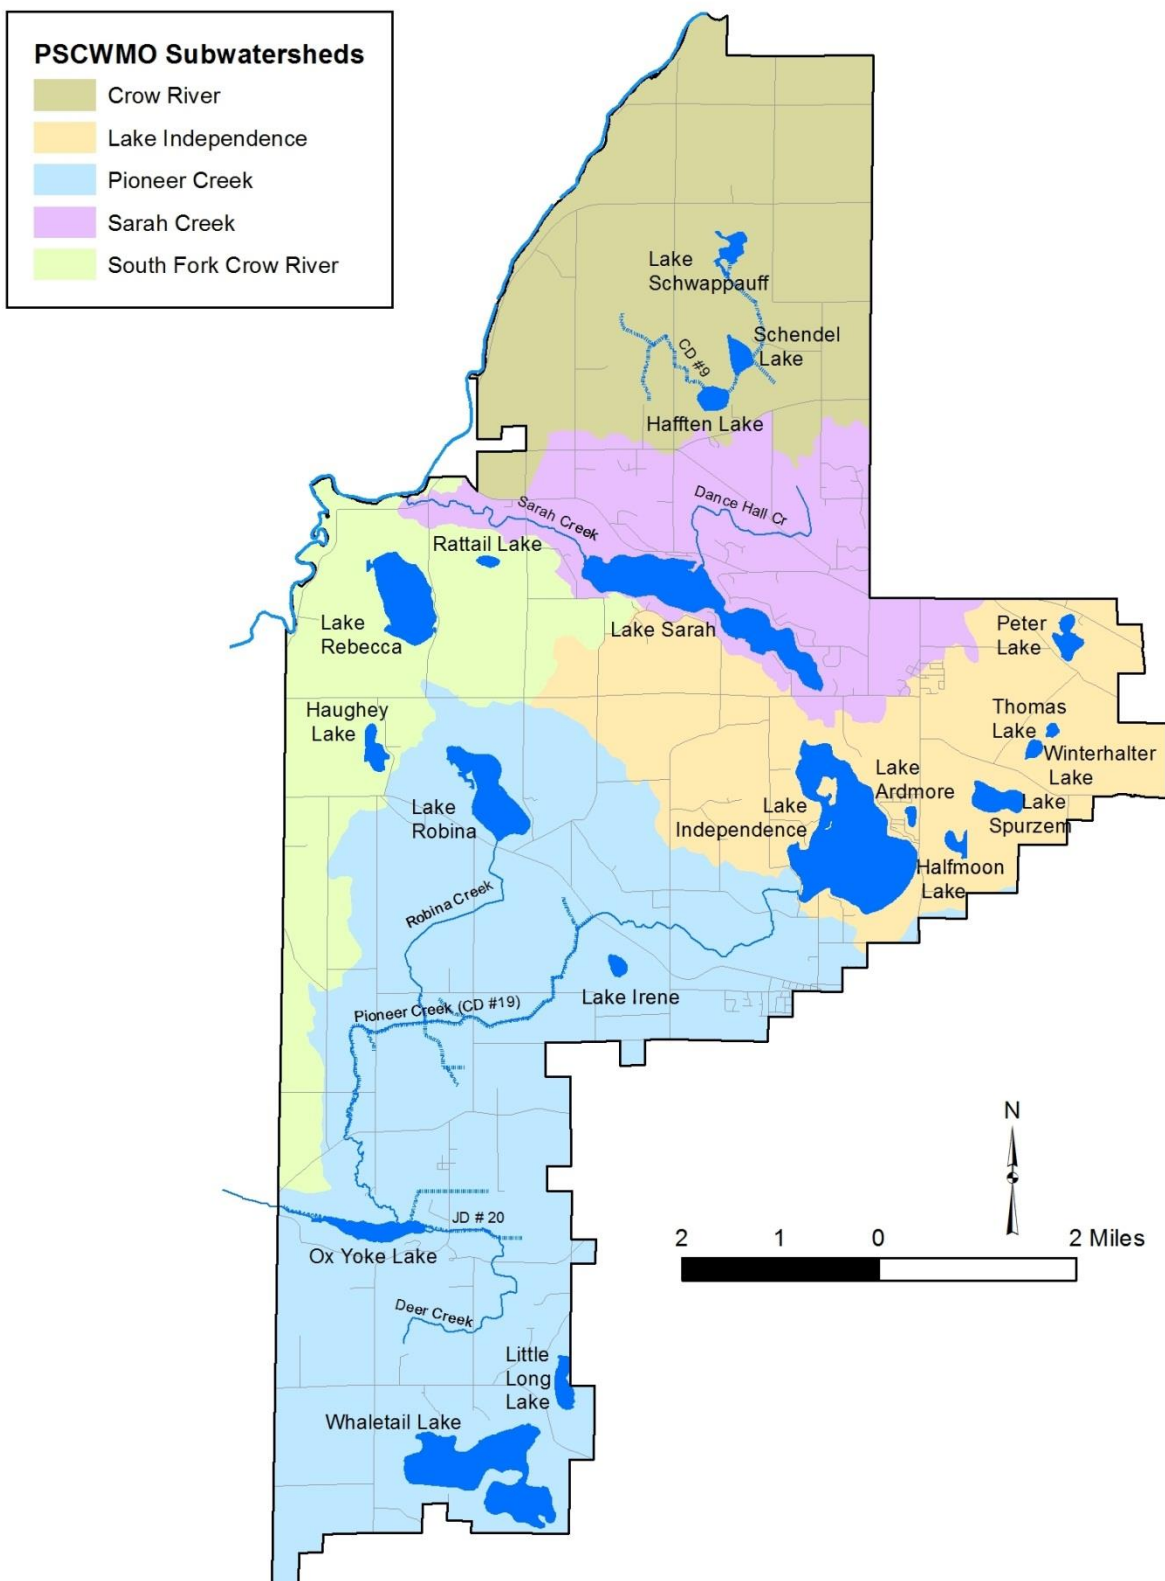 PSCWMO Subwatersheds
Crow River
Lake Independence
Pioneer Creek
Sarah Creek
South Fork Crow River
Lake
Schwappauff
Schendel
Lake
CD #9
Hafften Lake
Dance Hall Cr
Sarah Creek
Rattail Lake
Lake
Rebecca
Lake Sarah
Peter
Lake
Haughey
Lake
Thomas
Lake
Winterhalter
Lake
Lake
Ardmore
Lake
Robina
Lake
Independence
Lake
Spurzem
Halfmoon
Lake
Robina Creek
Lake Irene
Pioneer Creek (CD #19)
N
JD # 20
2 1 0 2 Miles
Ox Yoke Lake
Deer Creek
Little
Long
Lake
Whaletail Lake